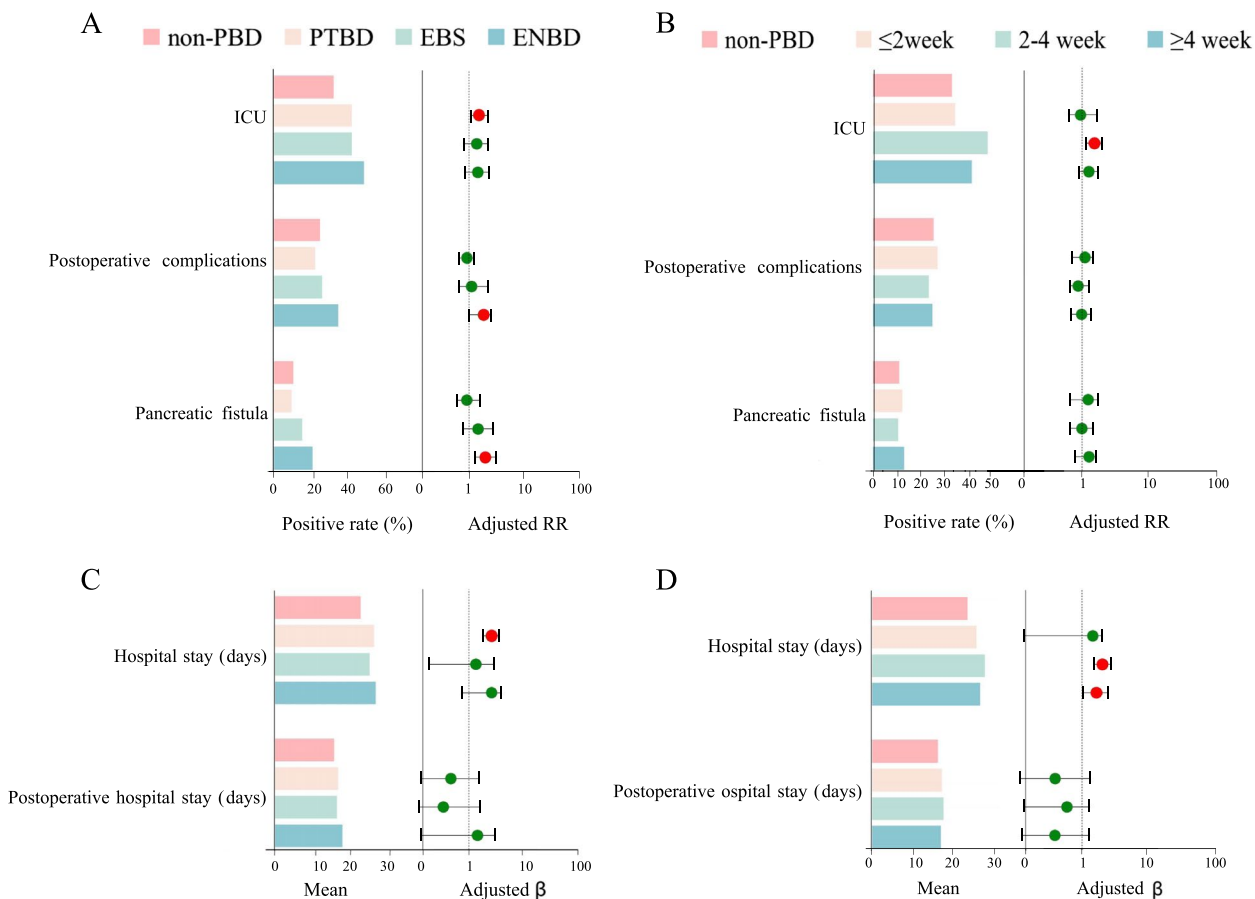 A
non-PBD PTBD EBS ENBD
ICU
Postoperative complications
Pancreatic fistula
0 20 40 60 0 1 10 100
Positive rate (%) Adjusted RR
B
non-PBD ≤2week 2-4 week ≥4 week
ICU
Postoperative complications
Pancreatic fistula
0 10 20 30 40 50 0 1 10 100
Positive rate (%) Adjusted RR
C
Hospital stay (days)
Postoperative hospital stay (days)
0 10 20 30 0 1 10 100
Mean Adjusted β
D
Hospital stay (days)
Postoperative ospital stay (days)
0 10 20 30 0 1 10 100
Mean Adjusted β